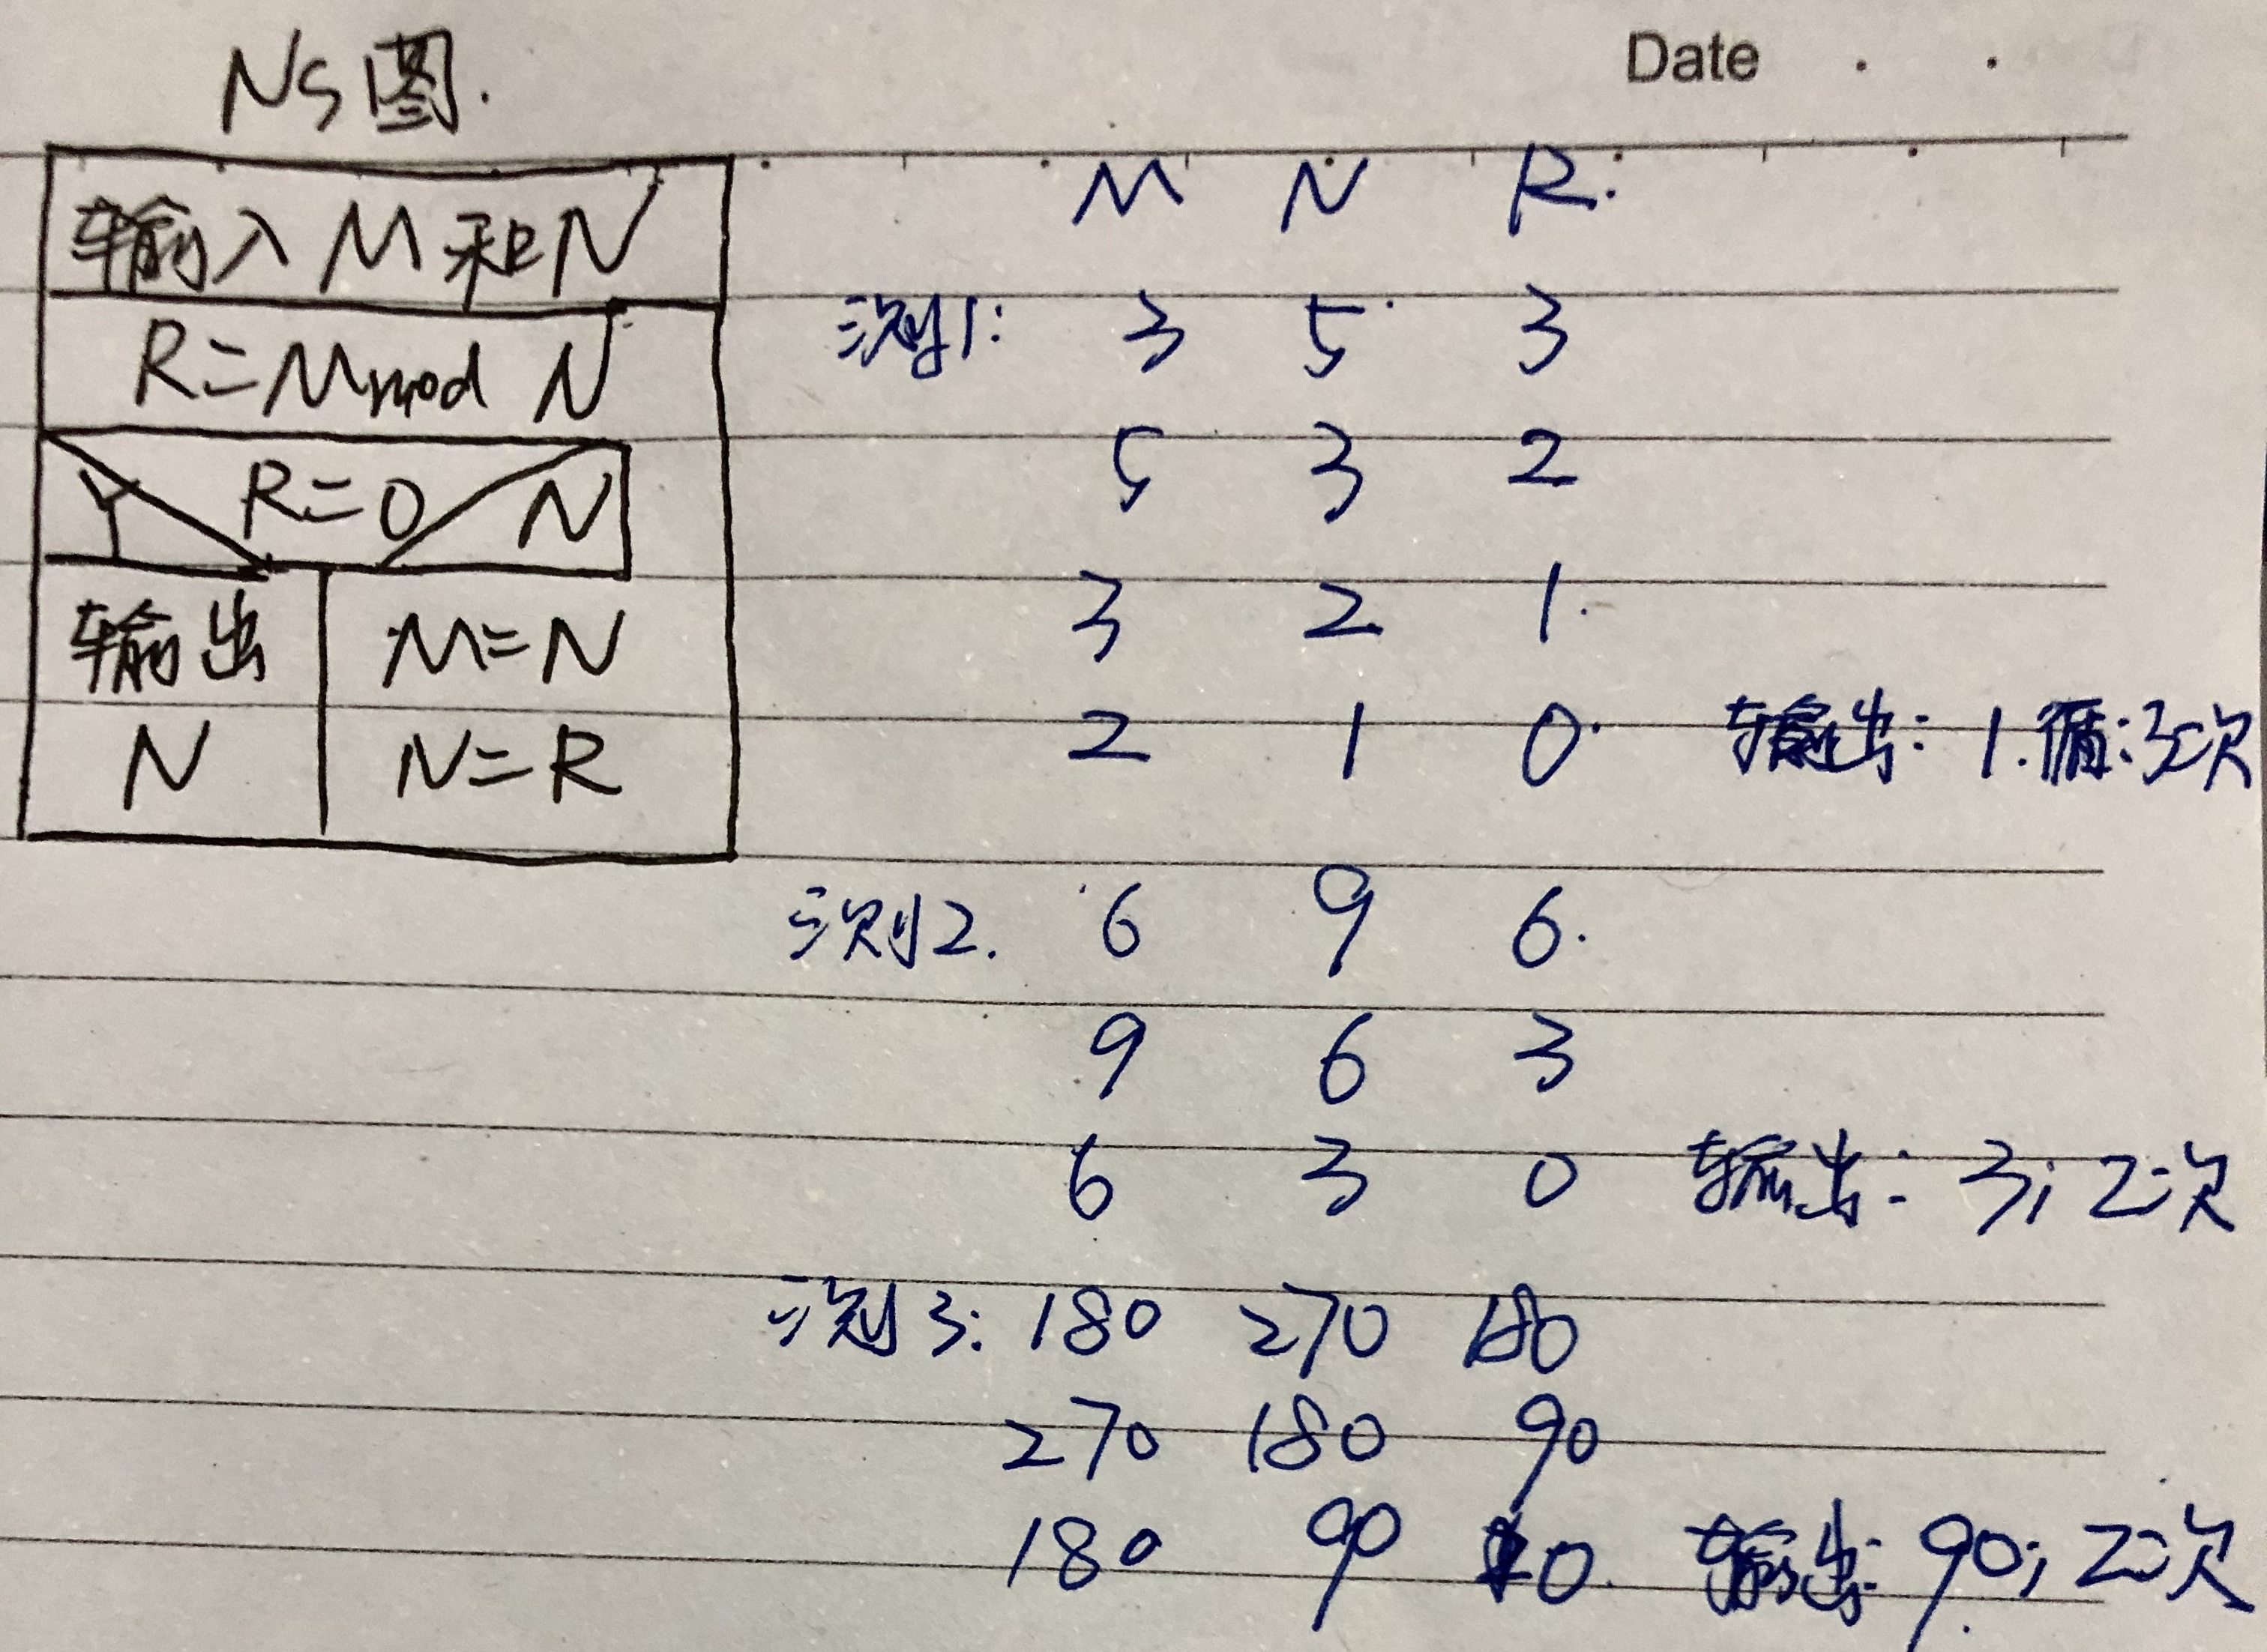 NS图.
Date . .
输入M和N
R=M mod N
Y R=0 N
输出 N
M=N
N=R
M N R.
测1: 3 5 3
5 3 2
3 2 1
2 1 0 输出: 1. 循:3次
测2. 6 9 6.
9 6 3
6 3 0 输出: 3; 2次
测3: 180 270 180
270 180 90
180 90 0. 输出: 90; 2次